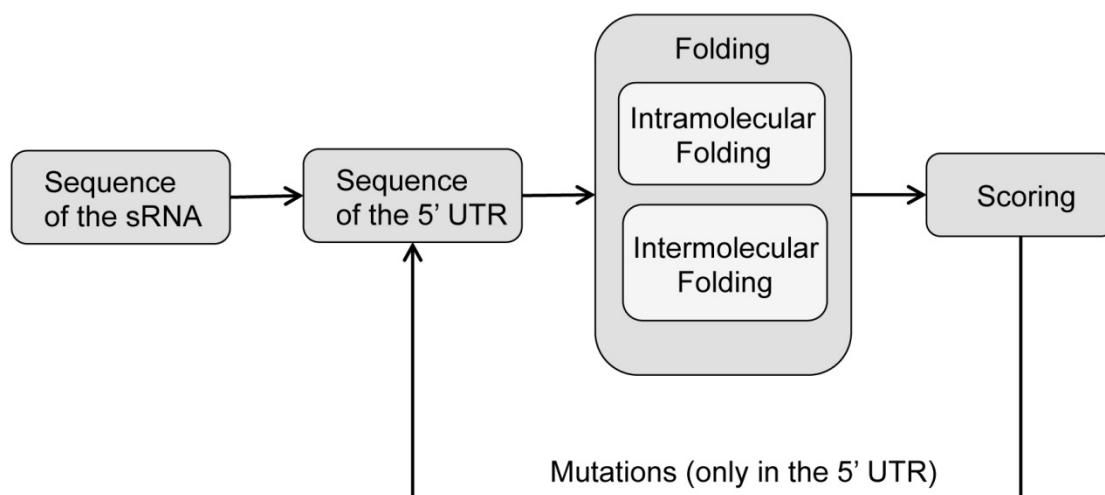 Sequence
of the sRNA
Sequence
of the 5’ UTR
Folding
Intramolecular
Folding
Intermolecular
Folding
Scoring
Mutations (only in the 5’ UTR)